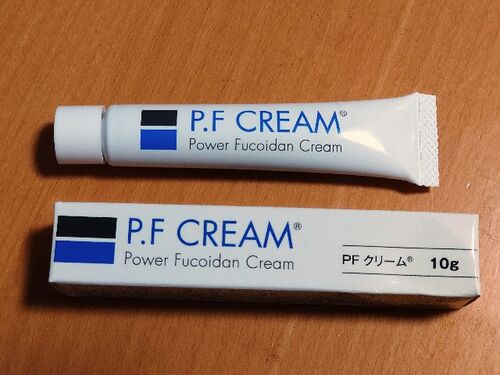 P.F CREAM®
Power Fucoidan Cream
P.F CREAM®
Power Fucoidan Cream
PF クリーム® 10g